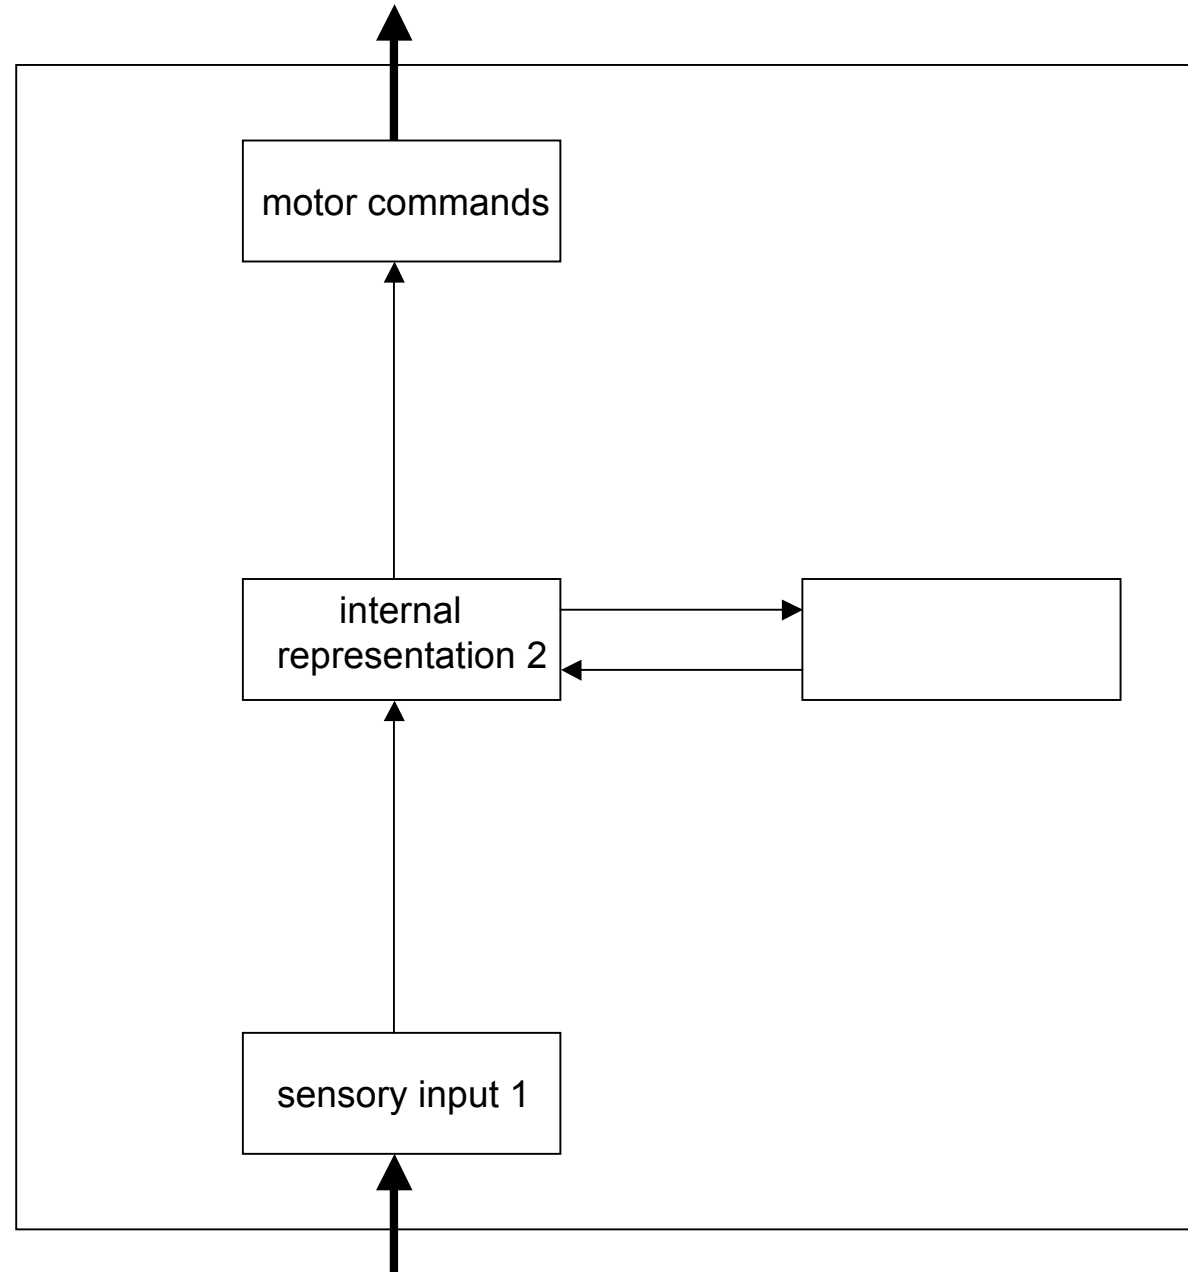 motor commands
internal
representation 2
sensory input 1